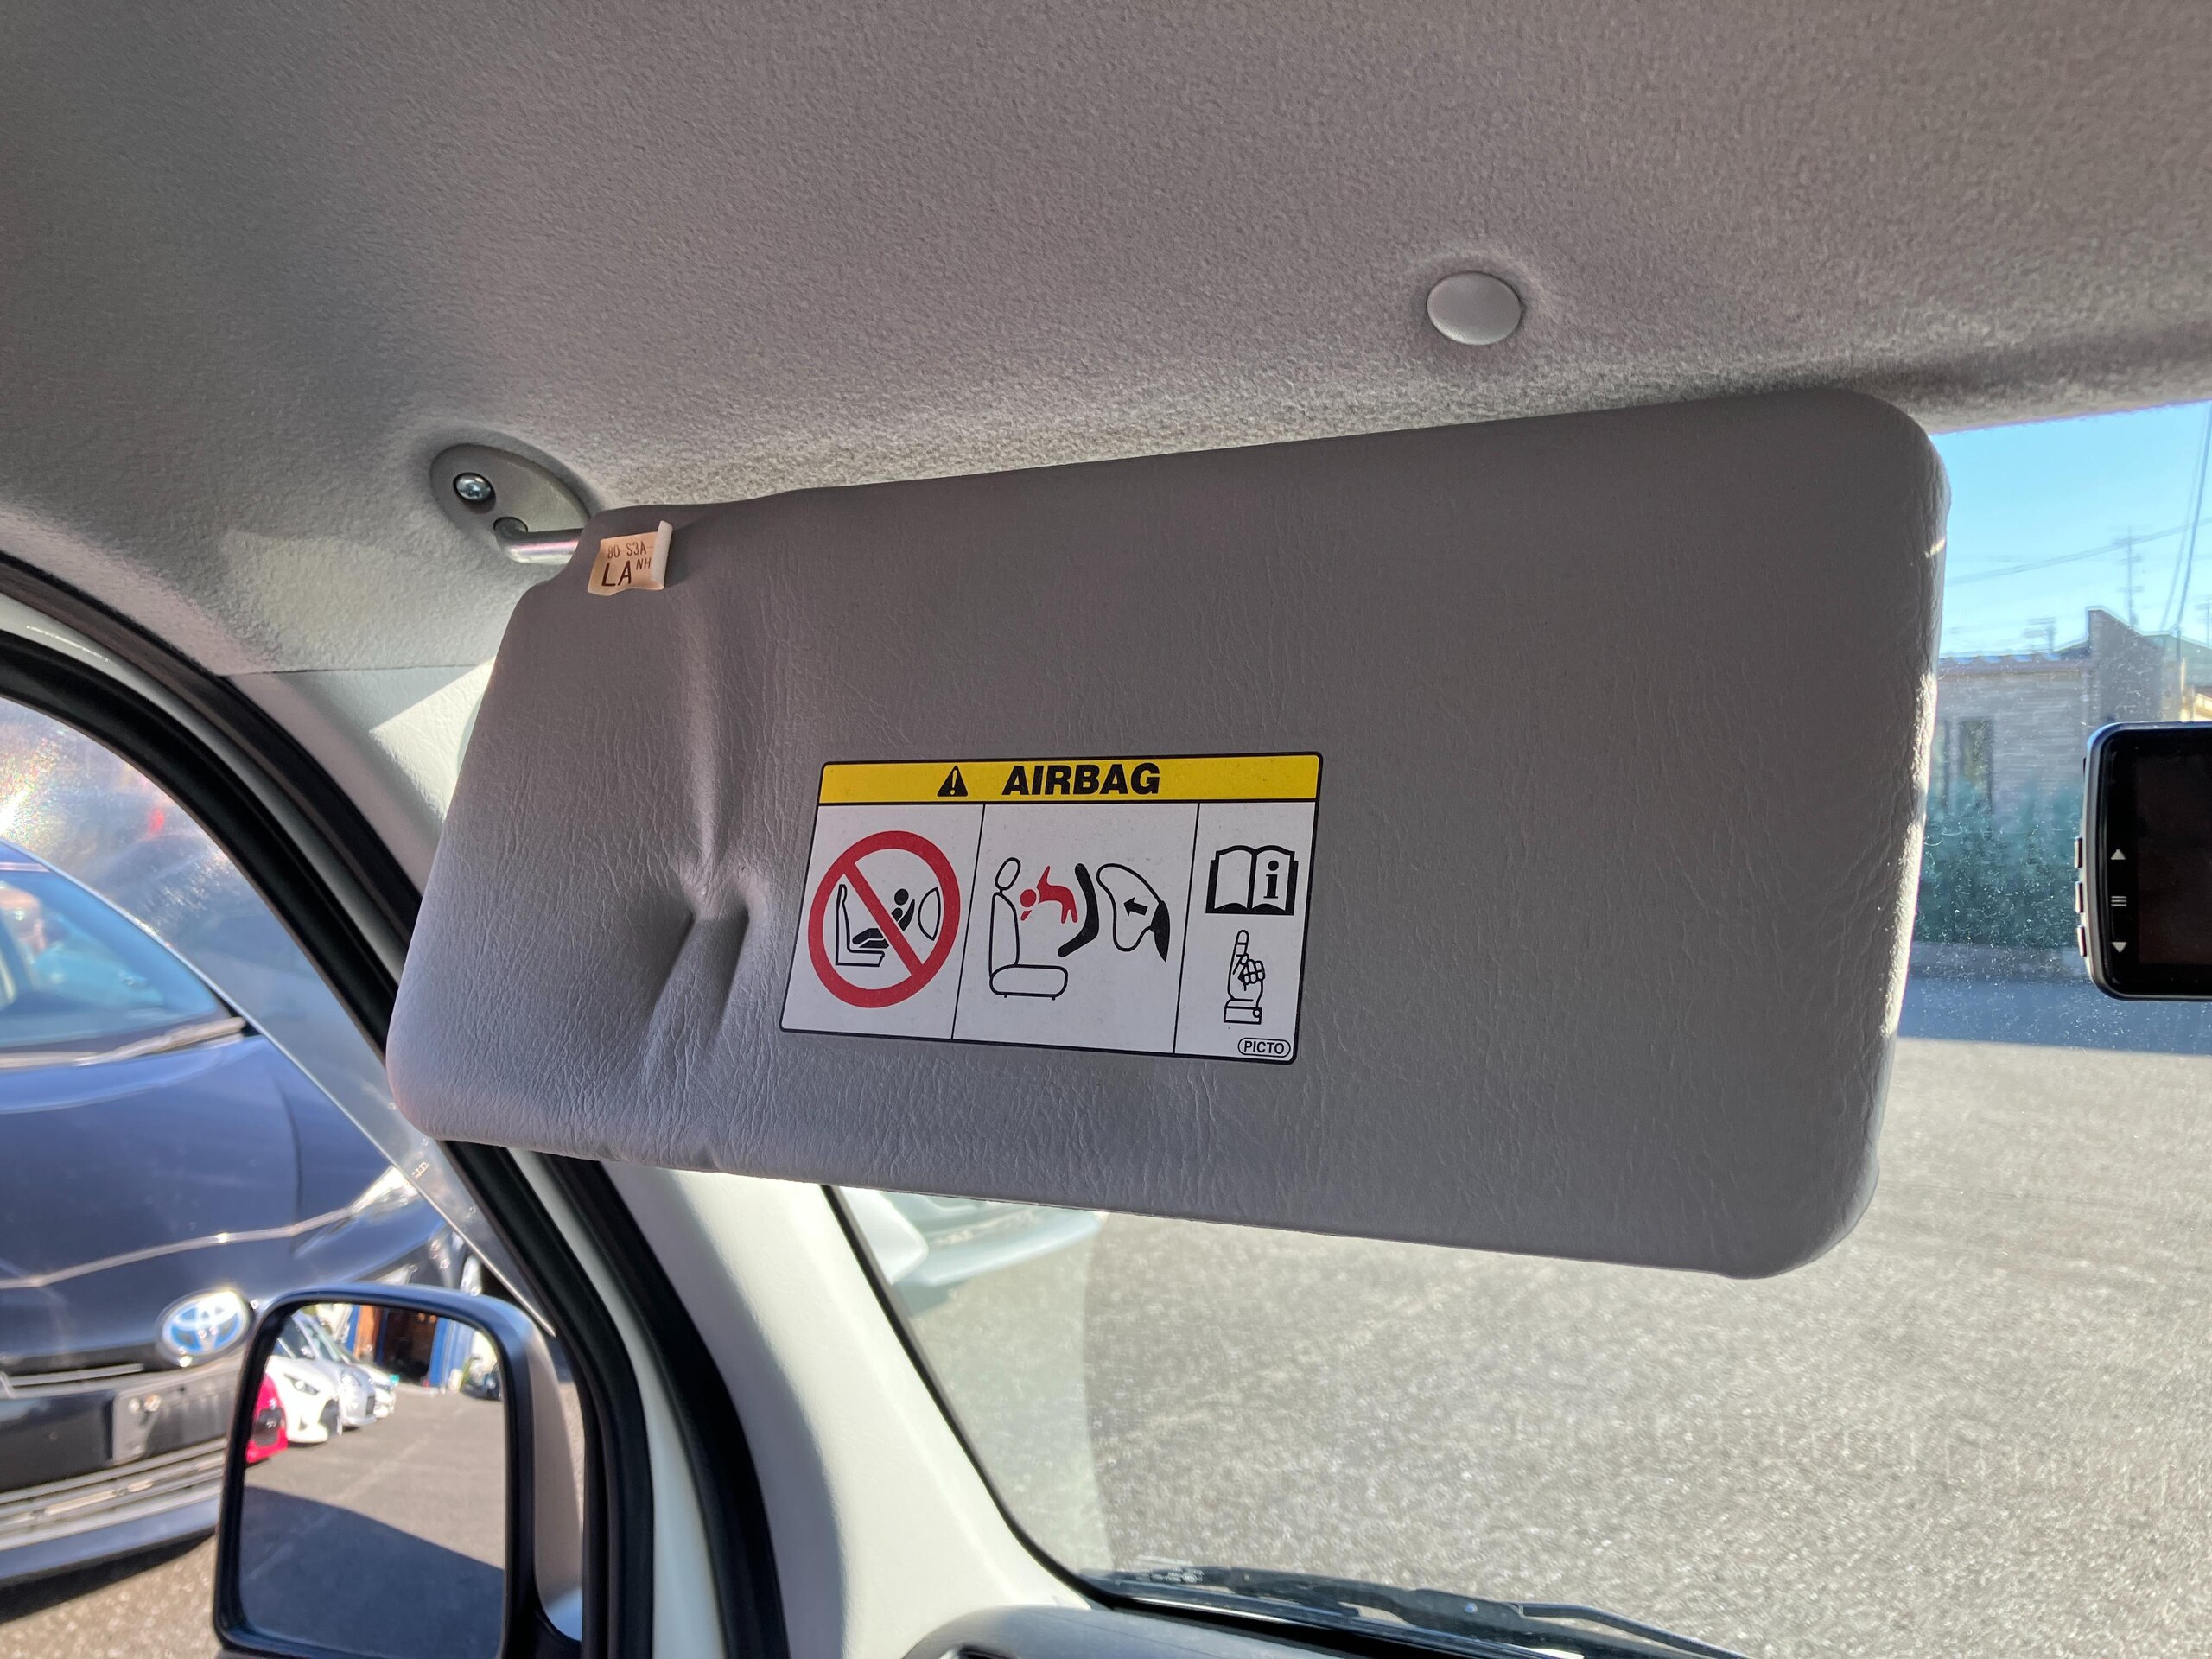 80 S3A-
LA NH
AIRBAG
i
PICTO